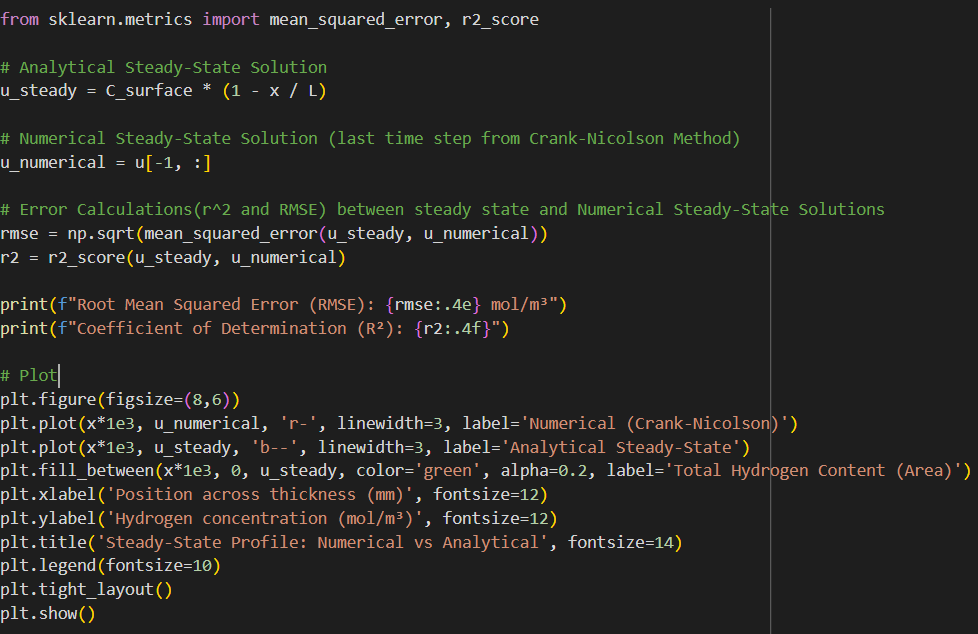 from sklearn.metrics import mean_squared_error, r2_score
# Analytical Steady-State Solution
u_steady = C_surface * (1 - x / L)
# Numerical Steady-State Solution (last time step from Crank-Nicolson Method)
u_numerical = u[-1, :]
# Error Calculations(r^2 and RMSE) between steady state and Numerical Steady-State Solutions
rmse = np.sqrt(mean_squared_error(u_steady, u_numerical))
r2 = r2_score(u_steady, u_numerical)
print(f"Root Mean Squared Error (RMSE): {rmse:.4e} mol/m³")
print(f"Coefficient of Determination (R²): {r2:.4f}")
# Plot
plt.figure(figsize=(8,6))
plt.plot(x*1e3, u_numerical, 'r-', linewidth=3, label='Numerical (Crank-Nicolson)')
plt.plot(x*1e3, u_steady, 'b--', linewidth=3, label='Analytical Steady-State')
plt.fill_between(x*1e3, 0, u_steady, color='green', alpha=0.2, label='Total Hydrogen Content (Area)')
plt.xlabel('Position across thickness (mm)', fontsize=12)
plt.ylabel('Hydrogen concentration (mol/m³)', fontsize=12)
plt.title('Steady-State Profile: Numerical vs Analytical', fontsize=14)
plt.legend(fontsize=10)
plt.tight_layout()
plt.show()